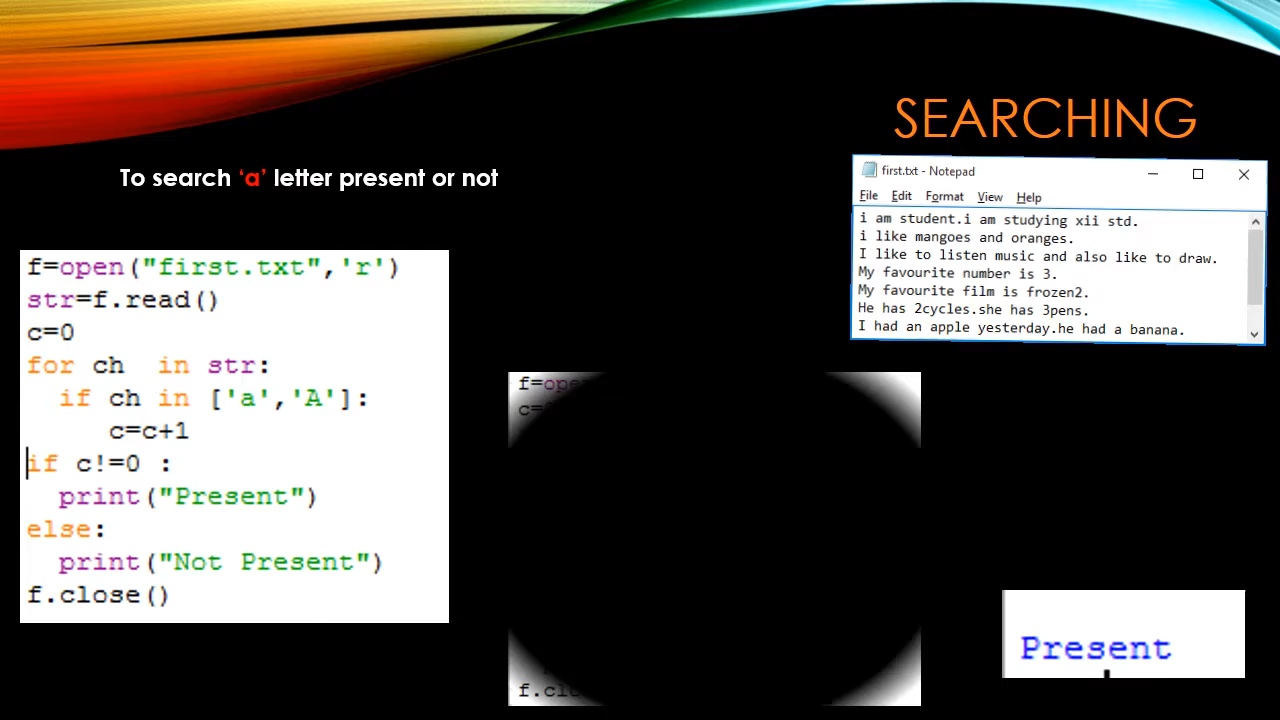 SEARCHING
To search ‘a’ letter present or not
first.txt - Notepad
File Edit Format View Help
i am student.i am studying xii std.
i like mangoes and oranges.
I like to listen music and also like to draw.
My favourite number is 3.
My favourite film is frozen2.
He has 2cycles.she has 3pens.
I had an apple yesterday.he had a banana.
f=open("first.txt",'r')
str=f.read()
c=0
for ch in str:
if ch in ['a','A']:
c=c+1
if c!=0 :
print("Present")
else:
print("Not Present")
f.close()
Present